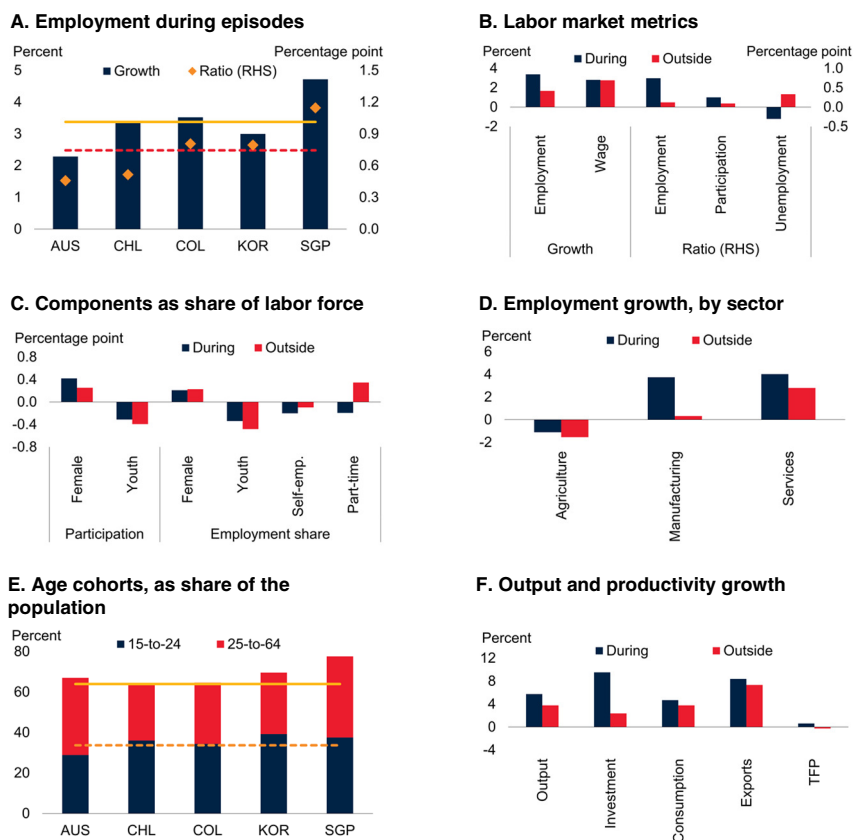 A. Employment during episodes
Percent
Percentage point
Growth
Ratio (RHS)
5
4
3
2
1
0
1.5
1.2
0.9
0.6
0.3
0.0
AUS CHL COL KOR SGP
B. Labor market metrics
Percent
Percentage point
During
Outside
4
2
0
-2
1.0
0.5
0.0
-0.5
Employment
Wage
Employment
Participation
Unemployment
Growth
Ratio (RHS)
C. Components as share of labor force
Percentage point
During
Outside
0.8
0.4
0.0
-0.4
-0.8
Female
Youth
Female
Youth
Self-emp.
Part-time
Participation
Employment share
D. Employment growth, by sector
Percent
During
Outside
6
4
2
0
-2
Agriculture
Manufacturing
Services
E. Age cohorts, as share of the
population
Percent
15-to-24
25-to-64
80
60
40
20
0
AUS CHL COL KOR SGP
F. Output and productivity growth
Percent
During
Outside
12
8
4
0
-4
Output
Investment
Consumption
Exports
TFP